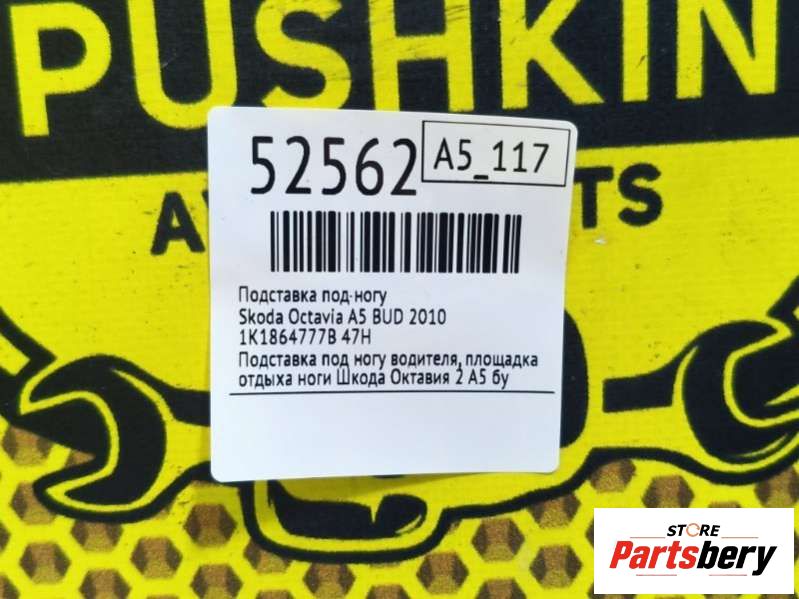 PUSHKIN
52562
A5_117
Подставка под ногу
Skoda Octavia A5 BUD 2010
1K1864777B 47H
Подставка под ногу водителя, площадка
отдыха ноги Шкода Октавия 2 А5 бу
STORE
Partsbery